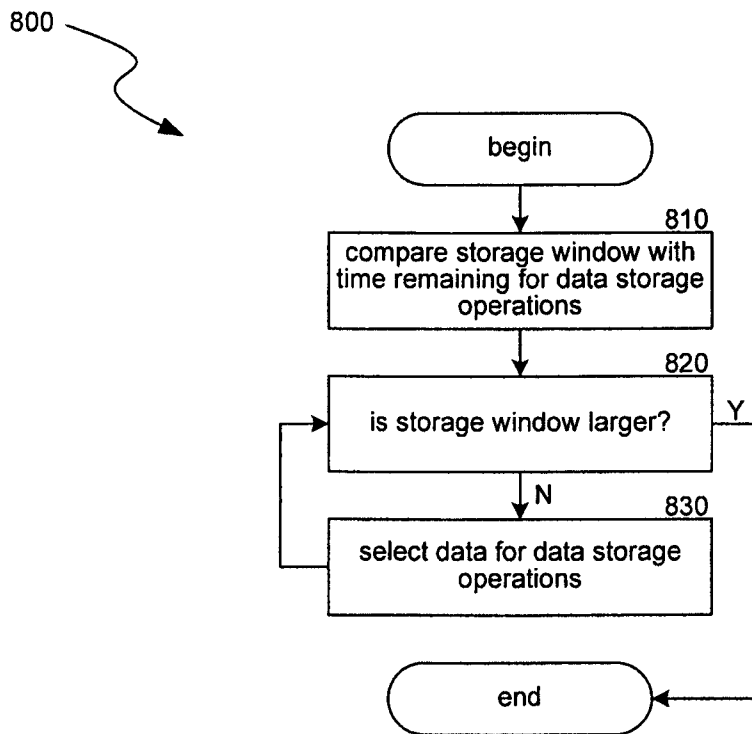 800
begin
810
compare storage window with
time remaining for data storage
operations
820
is storage window larger?
Y
N
830
select data for data storage
operations
end